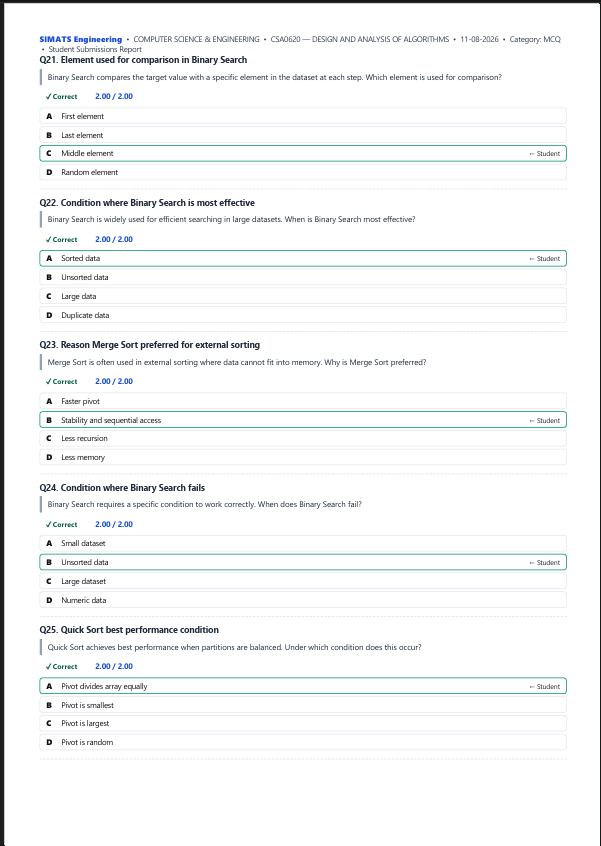 SIMATS Engineering • COMPUTER SCIENCE & ENGINEERING • CSA0620 — DESIGN AND ANALYSIS OF ALGORITHMS • 11-08-2026 • Category: MCQ
• Student Submissions Report
Q21. Element used for comparison in Binary Search
Binary Search compares the target value with a specific element in the dataset at each step. Which element is used for comparison?
✓ Correct 2.00 / 2.00
A First element
B Last element
C Middle element ← Student
D Random element
Q22. Condition where Binary Search is most effective
Binary Search is widely used for efficient searching in large datasets. When is Binary Search most effective?
✓ Correct 2.00 / 2.00
A Sorted data ← Student
B Unsorted data
C Large data
D Duplicate data
Q23. Reason Merge Sort preferred for external sorting
Merge Sort is often used in external sorting where data cannot fit into memory. Why is Merge Sort preferred?
✓ Correct 2.00 / 2.00
A Faster pivot
B Stability and sequential access ← Student
C Less recursion
D Less memory
Q24. Condition where Binary Search fails
Binary Search requires a specific condition to work correctly. When does Binary Search fail?
✓ Correct 2.00 / 2.00
A Small dataset
B Unsorted data ← Student
C Large dataset
D Numeric data
Q25. Quick Sort best performance condition
Quick Sort achieves best performance when partitions are balanced. Under which condition does this occur?
✓ Correct 2.00 / 2.00
A Pivot divides array equally ← Student
B Pivot is smallest
C Pivot is largest
D Pivot is random